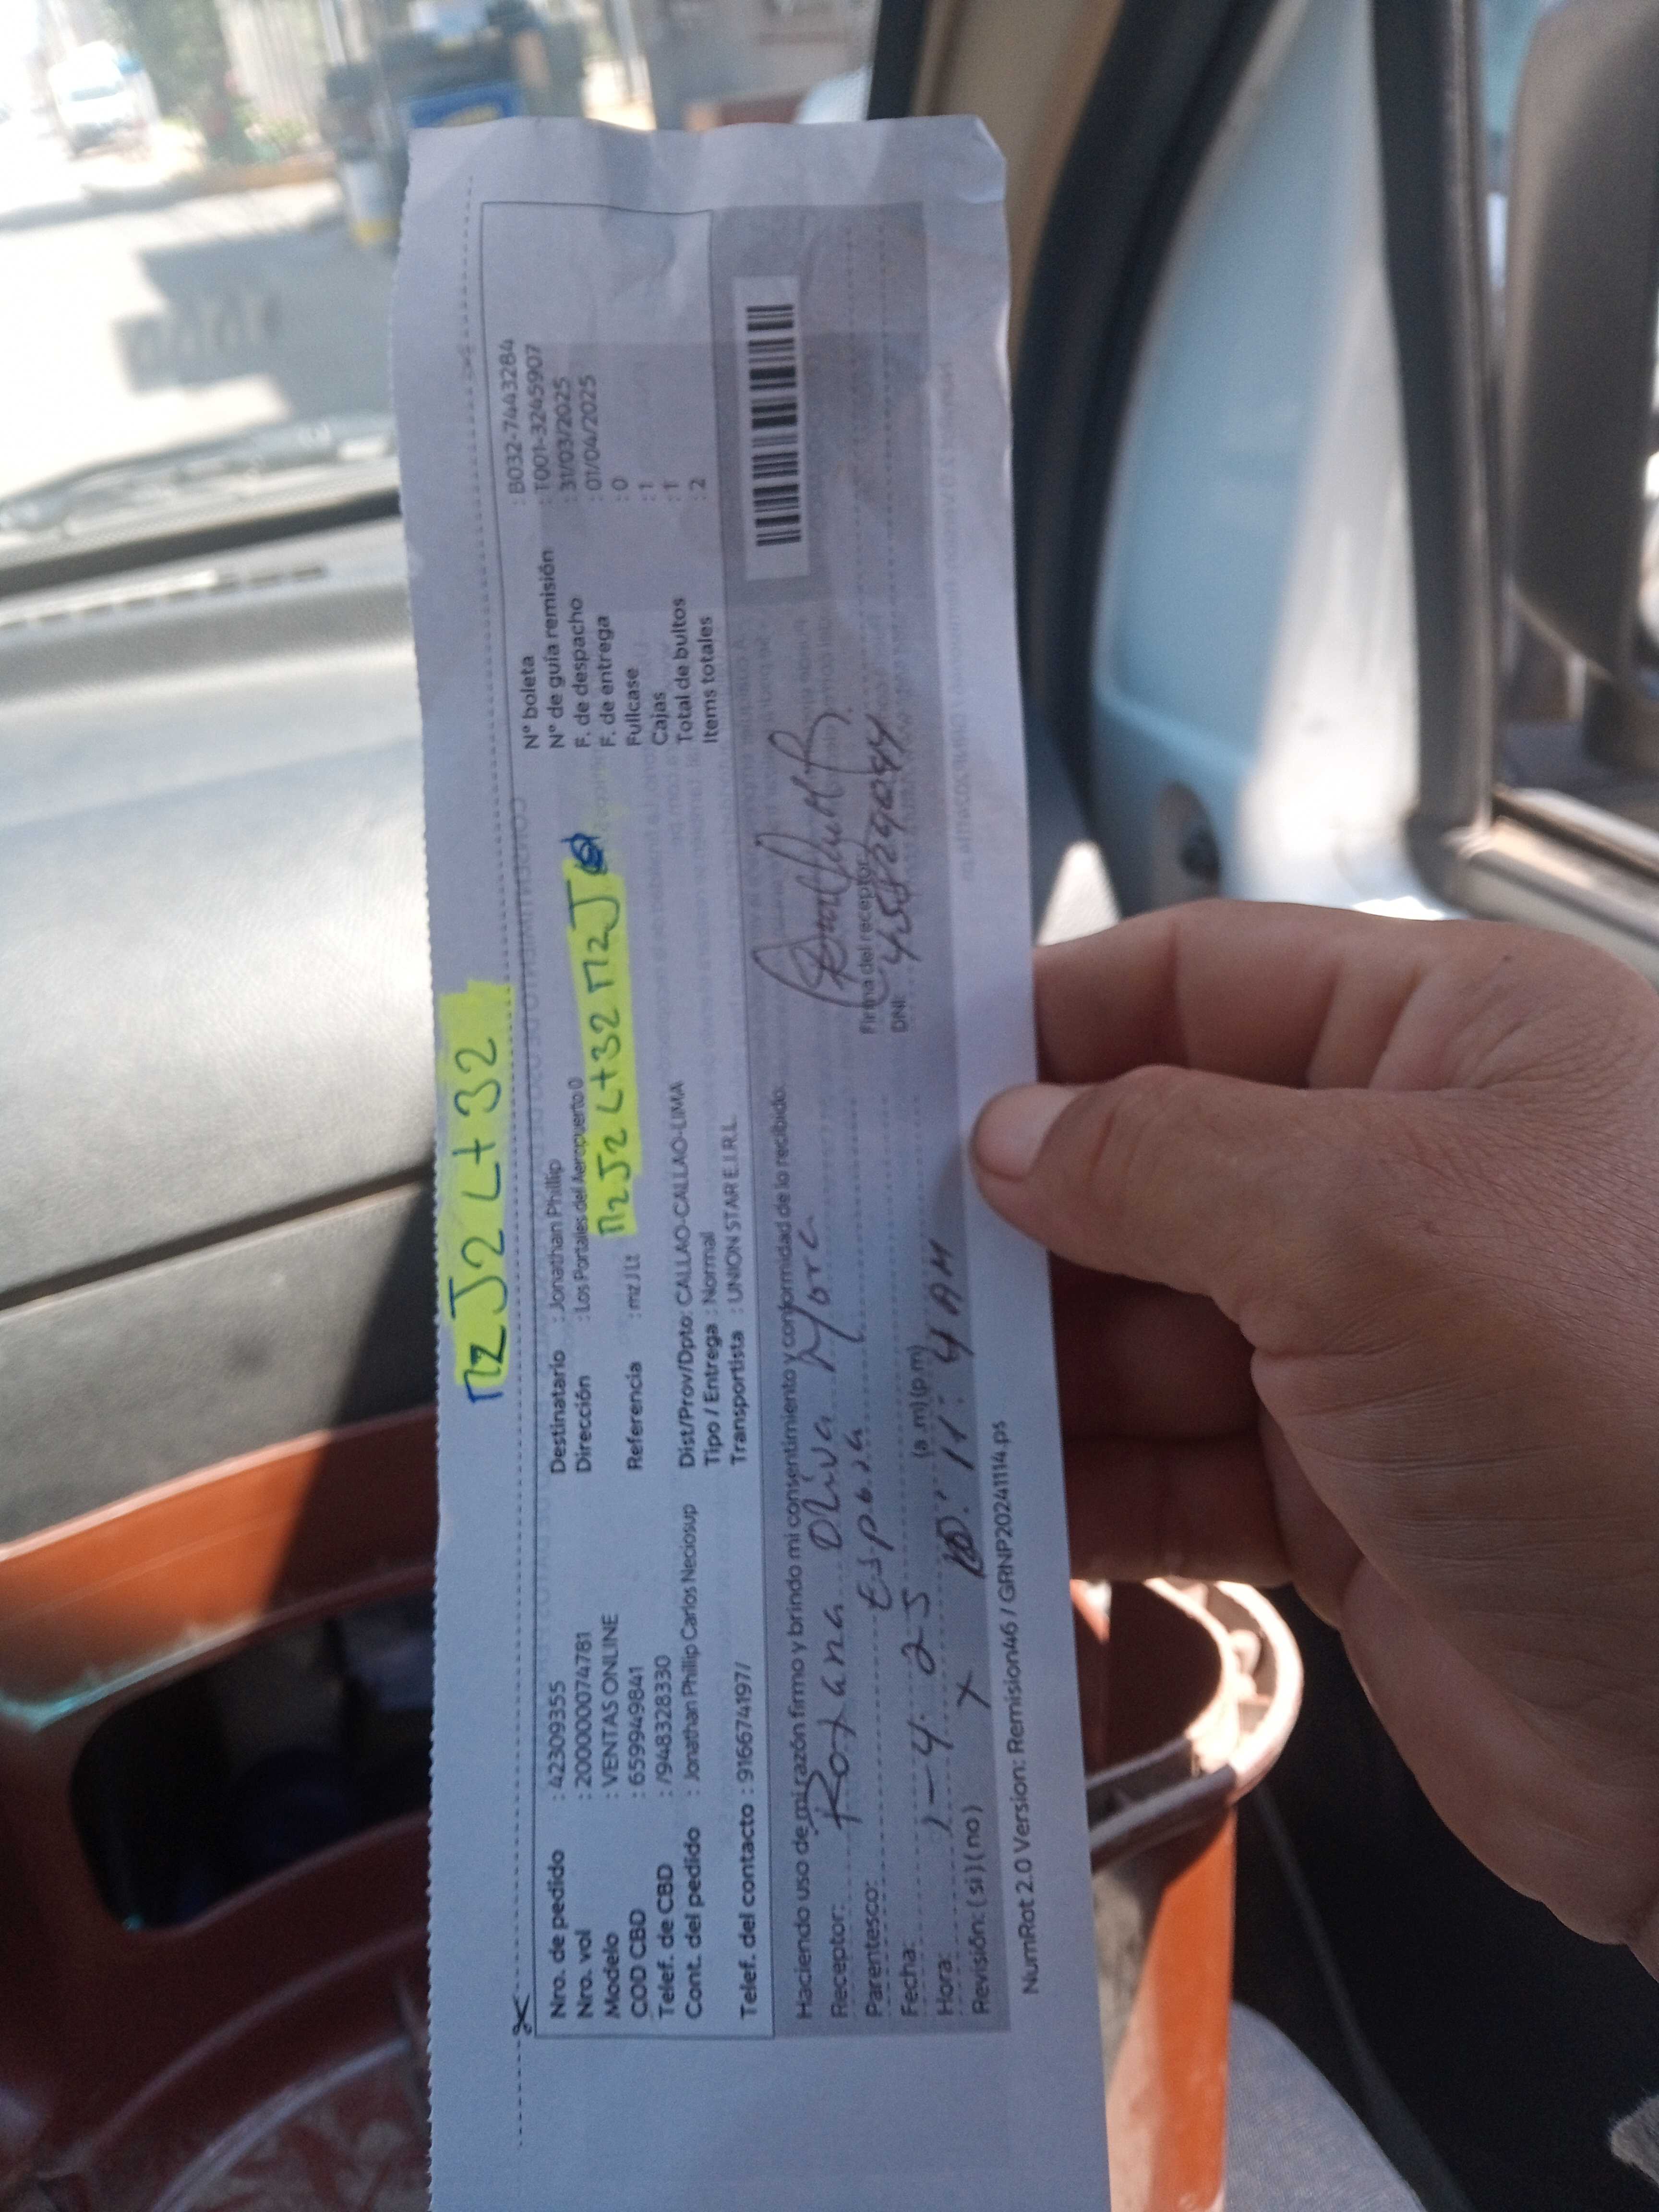 Mz J2 Lt 32
Nro. de pedido : 42309355
Nro. vol : 200000074781
Modelo : VENTAS ONLINE
COD CBD : 659949841
Telef. de CBD : /948328330
Cont. del pedido : Jonathan Phillip Carlos Neciosup
Telef. del contacto : 916674197/
Destinatario : Jonathan Phillip
Dirección : Los Portales del Aeropuerto 0
Mz J
Referencia : mz J Lt
Mz J2 Lt 32
Dist/Prov/Dpto : CALLAO-CALLAO-LIMA
Tipo / Entrega : Normal
Transportista : UNION STAR E.I.R.L.
N° boleta : B032-7443284
N° de guía remisión : T001-3245907
F. de despacho : 31/03/2025
F. de entrega : 01/04/2025
Fullcase : 0
Cajas : 1
Total de bultos : 1
Items totales : 2
Haciendo uso de mi razón firmo y brindo mi consentimiento y conformidad de lo recibido.
Receptor: Roxana Oliva Mora
Parentesco: Esposa
Fecha: 1-4-25
Hora: (a.m) (p.m) 11:4 AM
Revisión: (si) (no) X
Firma del receptor
DNI:
NumRot 2.0 Version: Remision46 / GRNP20241114.ps